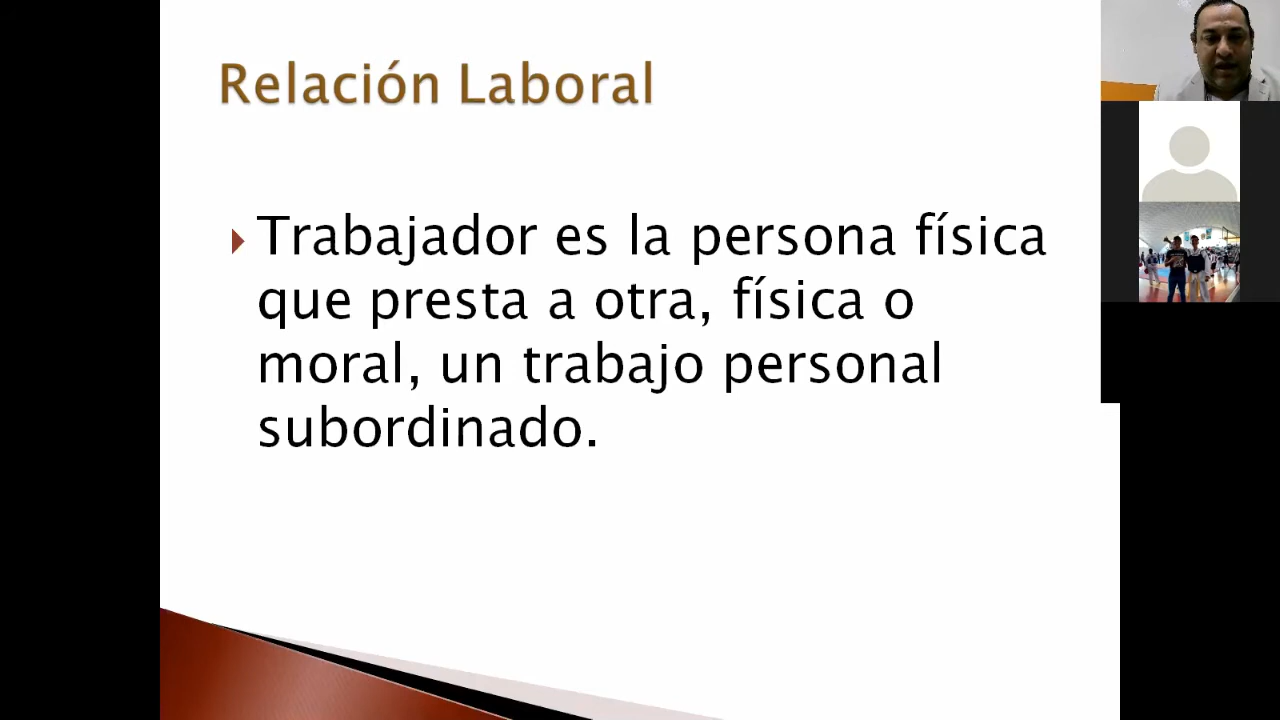 Relación Laboral
Trabajador es la persona física
que presta a otra, física o
moral, un trabajo personal
subordinado.